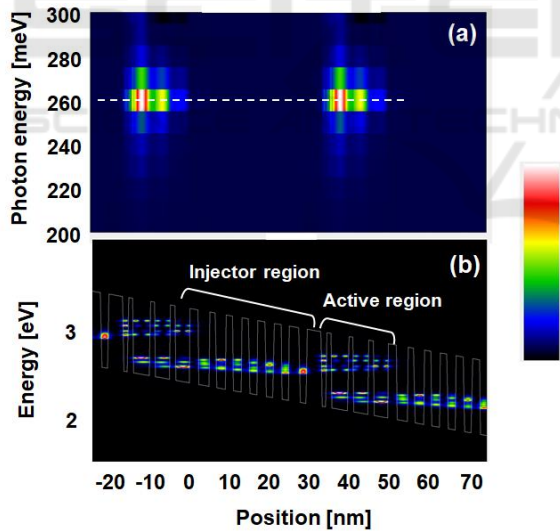 300
(a)
280
260
240
220
200
Photon energy [meV]
(b)
Injector region
Active region
3
2
Energy [eV]
-20 -10 0 10 20 30 40 50 60 70
Position [nm]